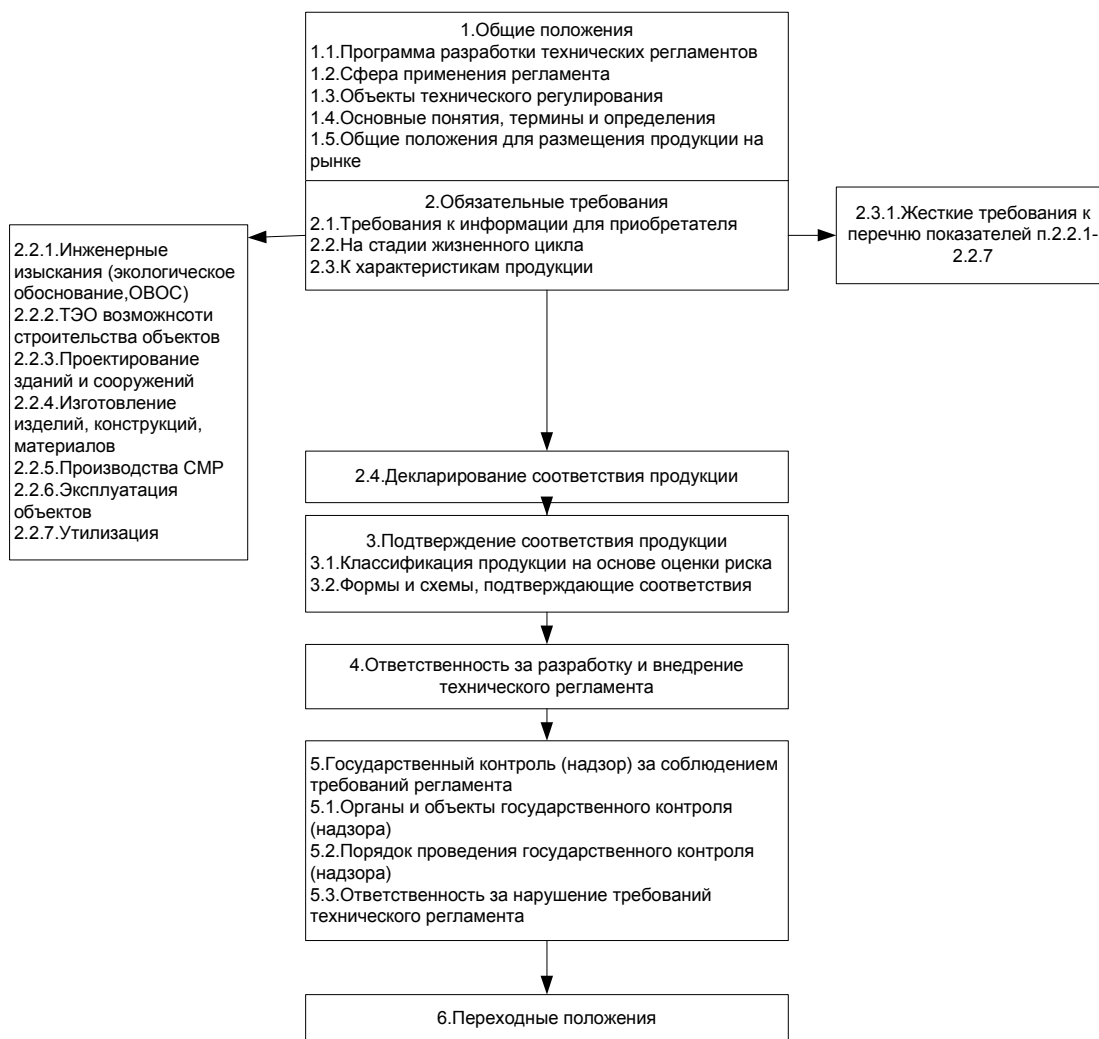 1.Общие положения
1.1.Программа разработки технических регламентов
1.2.Сфера применения регламента
1.3.Объекты технического регулирования
1.4.Основные понятия, термины и определения
1.5.Общие положения для размещения продукции на
рынке
2.Обязательные требования
2.1.Требования к информации для приобретателя
2.2.На стадии жизненного цикла
2.3.К характеристикам продукции
2.2.1.Инженерные
изыскания (экологическое
обоснование,ОВОС)
2.2.2.ТЭО возможнсоти
строительства объектов
2.2.3.Проектирование
зданий и сооружений
2.2.4.Изготовление
изделий, конструкций,
материалов
2.2.5.Производства СМР
2.2.6.Эксплуатация
объектов
2.2.7.Утилизация
2.3.1.Жесткие требования к
перечню показателей п.2.2.1-
2.2.7
2.4.Декларирование соответствия продукции
3.Подтверждение соответствия продукции
3.1.Классификация продукции на основе оценки риска
3.2.Формы и схемы, подтверждающие соответствия
4.Ответственность за разработку и внедрение
технического регламента
5.Государственный контроль (надзор) за соблюдением
требований регламента
5.1.Органы и объекты государственного контроля
(надзора)
5.2.Порядок проведения государственного контроля
(надзора)
5.3.Ответственность за нарушение требований
технического регламента
6.Переходные положения